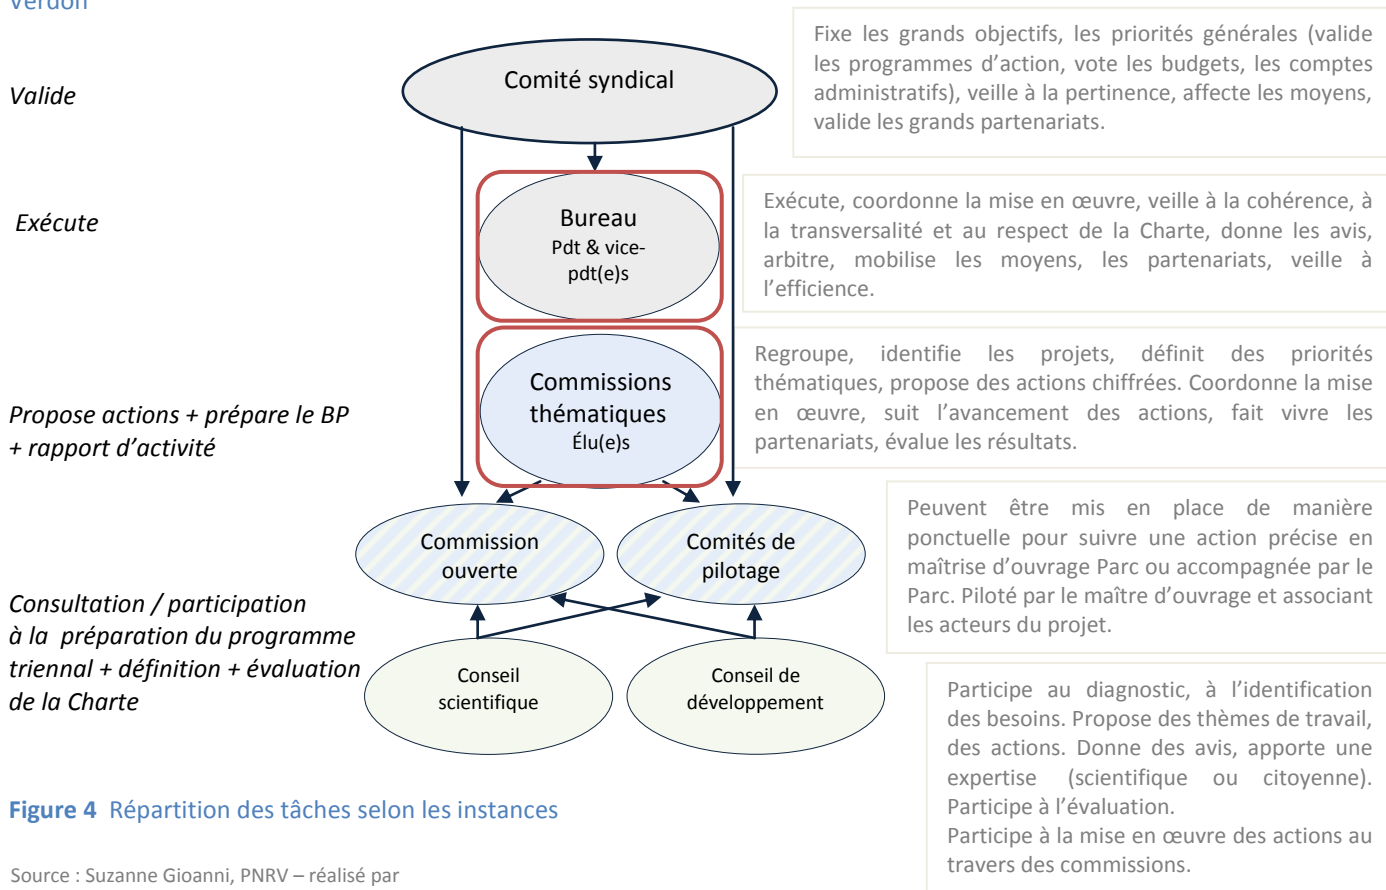 Verdon
Valide
Comité syndical
Fixe les grands objectifs, les priorités générales (valide
les programmes d’action, vote les budgets, les comptes
administratifs), veille à la pertinence, affecte les moyens,
valide les grands partenariats.
Exécute
Bureau
Pdt & vice-
pdt(e)s
Exécute, coordonne la mise en œuvre, veille à la cohérence, à
la transversalité et au respect de la Charte, donne les avis,
arbitre, mobilise les moyens, les partenariats, veille à
l’efficience.
Propose actions + prépare le BP
+ rapport d’activité
Commissions
thématiques
Élu(e)s
Regroupe, identifie les projets, définit des priorités
thématiques, propose des actions chiffrées. Coordonne la mise
en œuvre, suit l’avancement des actions, fait vivre les
partenariats, évalue les résultats.
Commission
ouverte
Comités de
pilotage
Peuvent être mis en place de manière
ponctuelle pour suivre une action précise en
maîtrise d’ouvrage Parc ou accompagnée par le
Parc. Piloté par le maître d’ouvrage et associant
les acteurs du projet.
Consultation / participation
à la préparation du programme
triennal + définition + évaluation
de la Charte
Conseil
scientifique
Conseil de
développement
Participe au diagnostic, à l’identification
des besoins. Propose des thèmes de travail,
des actions. Donne des avis, apporte une
expertise (scientifique ou citoyenne).
Participe à l’évaluation.
Participe à la mise en œuvre des actions au
travers des commissions.
Figure 4 Répartition des tâches selon les instances
Source : Suzanne Gioanni, PNRV – réalisé par